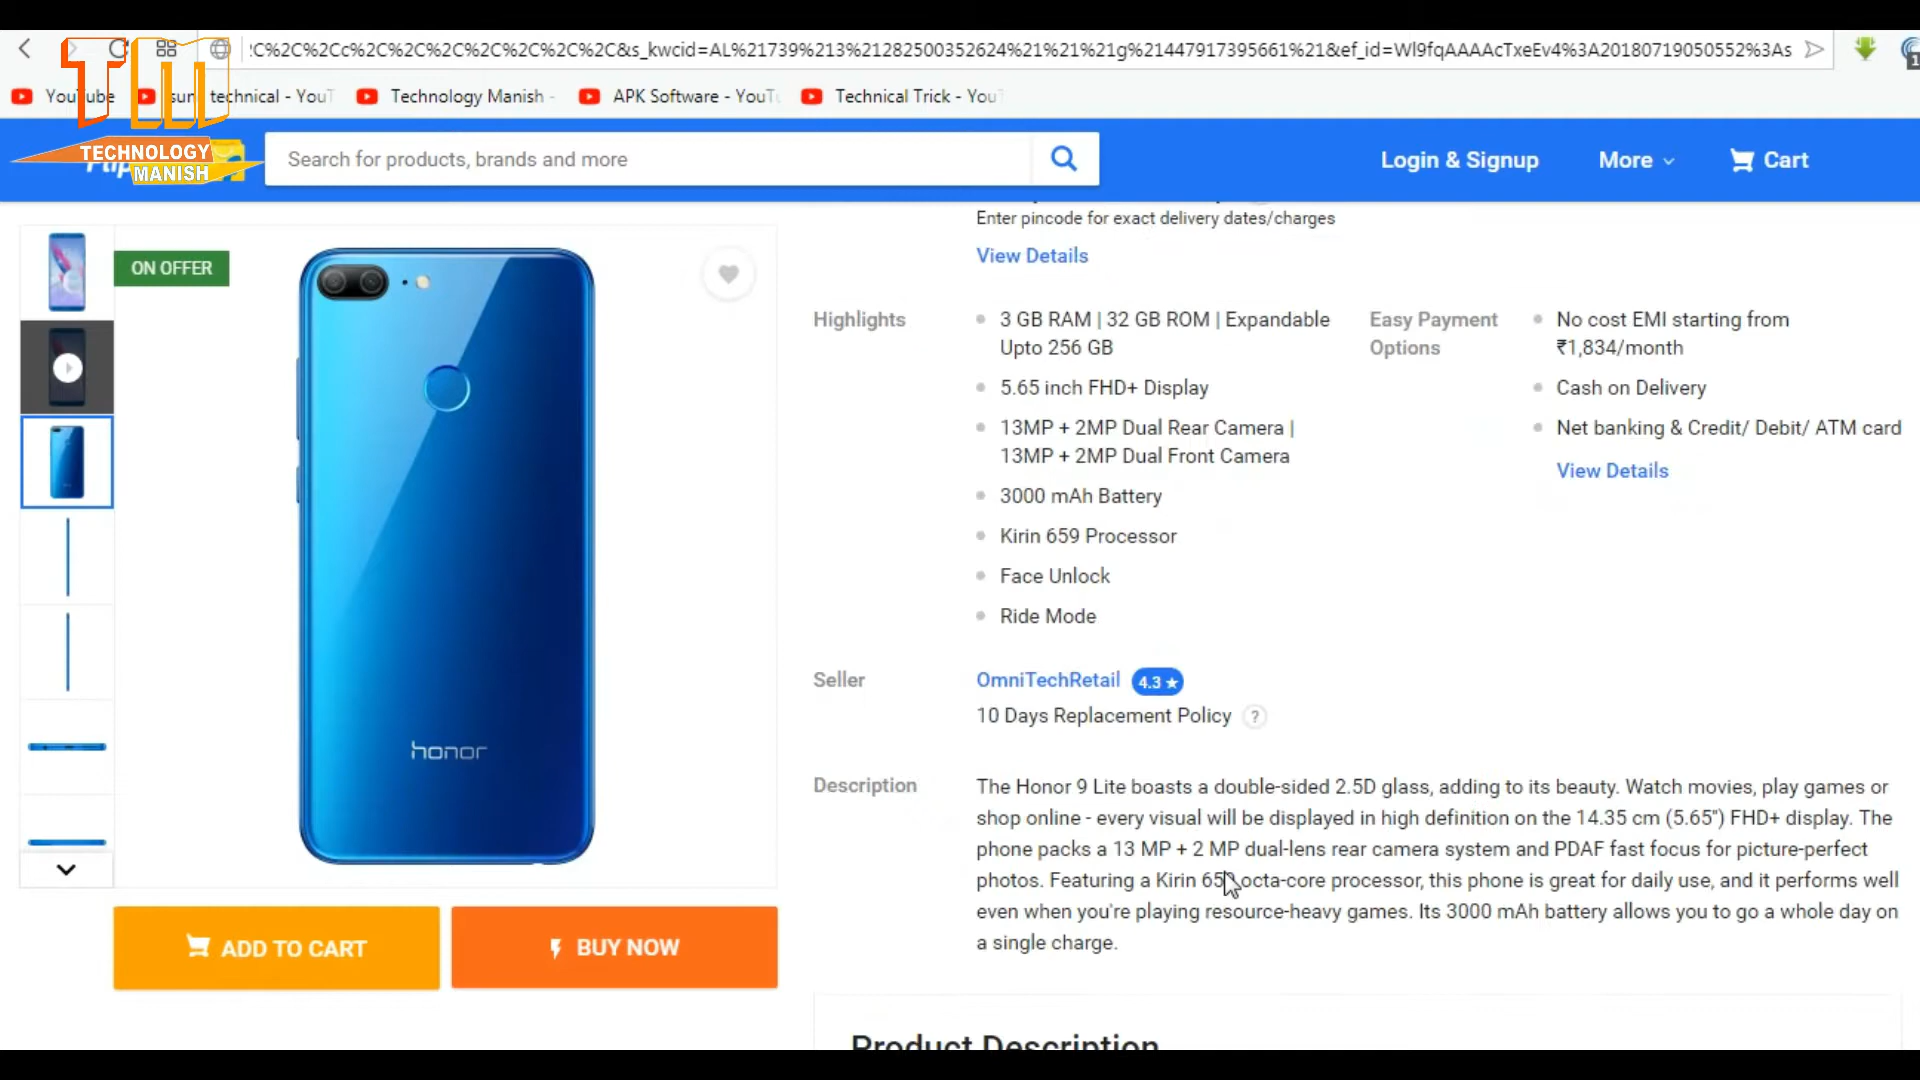 :C%2C%2Cc%2C%2C%2C%2C%2C%2C%2C&s_kwcid=AL%21739%213%21282500352624%21%21%21g%21447917395661%21&ef_id=Wl9fqAAAAcTxeEv4%3A20180719050552%3As
YouTube
technical - YouT
Technology Manish -
APK Software - YouTu
Technical Trick - YouT
TM
TECHNOLOGY
MANISH
Search for products, brands and more
Login & Signup
More
Cart
Enter pincode for exact delivery dates/charges
View Details
ON OFFER
honor
Highlights
3 GB RAM | 32 GB ROM | Expandable
Upto 256 GB
5.65 inch FHD+ Display
13MP + 2MP Dual Rear Camera |
13MP + 2MP Dual Front Camera
3000 mAh Battery
Kirin 659 Processor
Face Unlock
Ride Mode
Easy Payment
Options
No cost EMI starting from
₹1,834/month
Cash on Delivery
Net banking & Credit/ Debit/ ATM card
View Details
Seller
OmniTechRetail 4.3 ★
10 Days Replacement Policy ?
Description
The Honor 9 Lite boasts a double-sided 2.5D glass, adding to its beauty. Watch movies, play games or
shop online - every visual will be displayed in high definition on the 14.35 cm (5.65") FHD+ display. The
phone packs a 13 MP + 2 MP dual-lens rear camera system and PDAF fast focus for picture-perfect
photos. Featuring a Kirin 659 octa-core processor, this phone is great for daily use, and it performs well
even when you're playing resource-heavy games. Its 3000 mAh battery allows you to go a whole day on
a single charge.
ADD TO CART
BUY NOW
Product Description